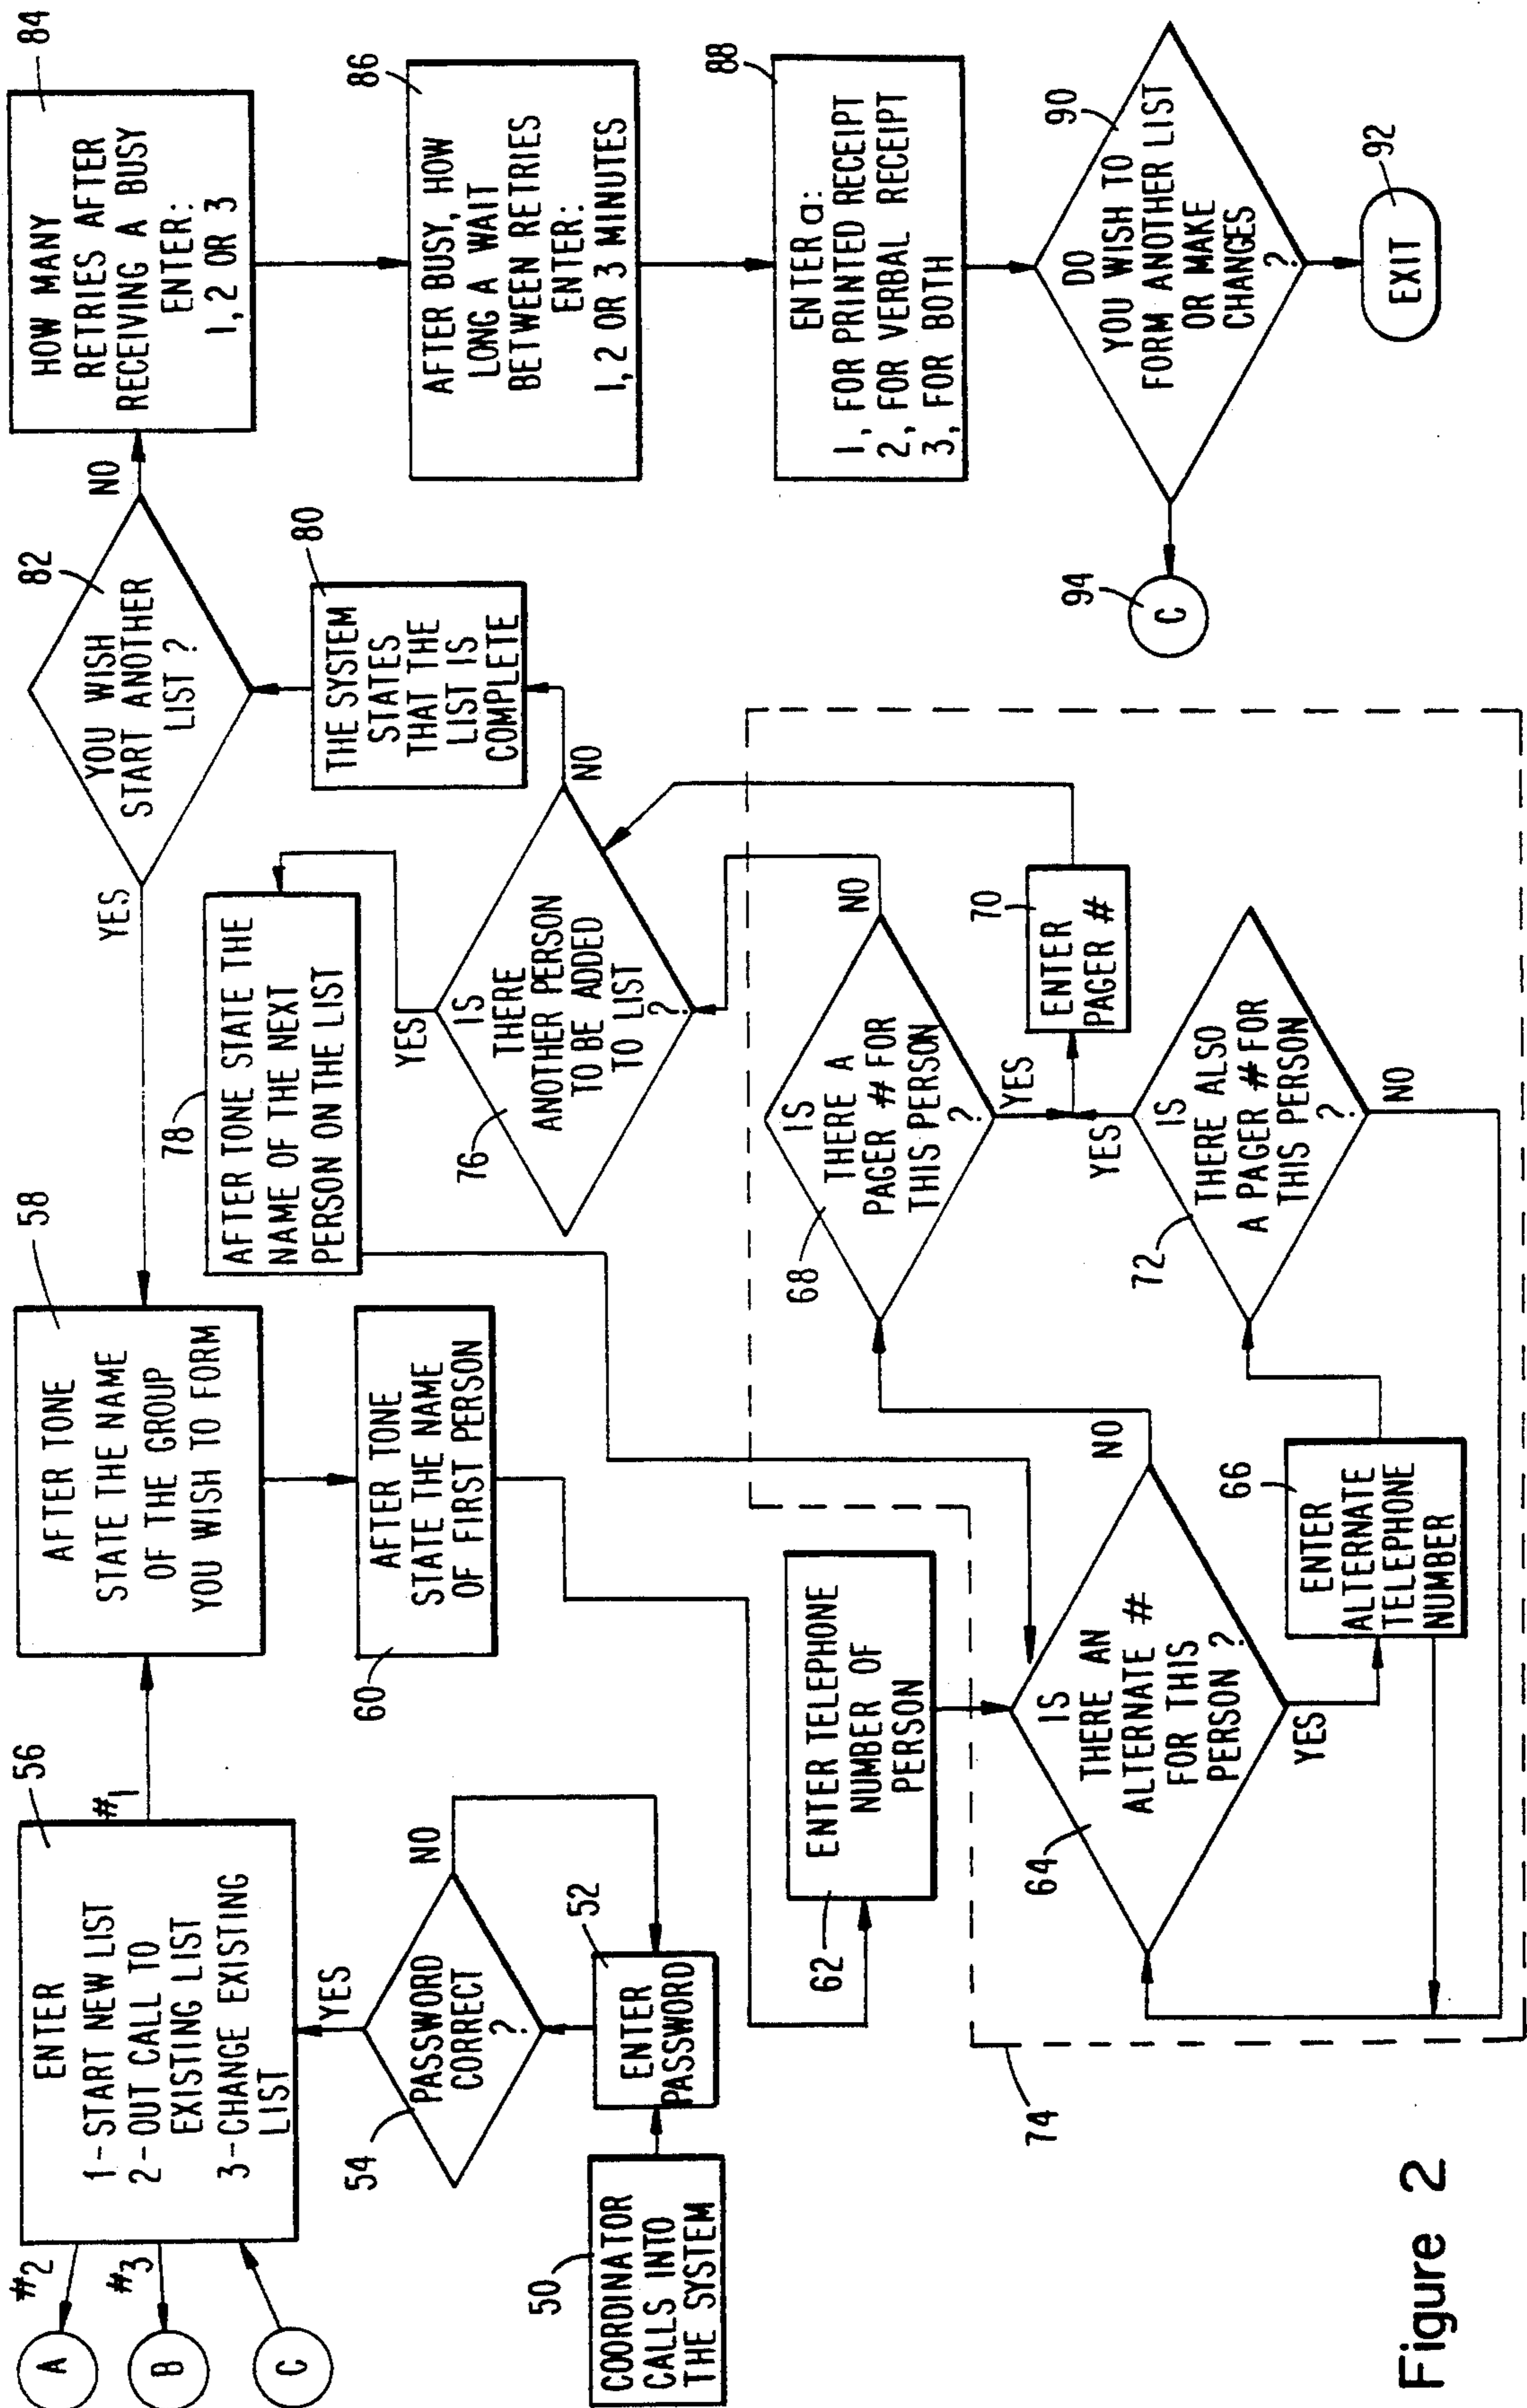 ENTER
1-START NEW LIST
2-OUT CALL TO
EXISTING LIST
3-CHANGE EXISTING
LIST
56
#1
#2
#3
A
B
C
YES
PASSWORD
CORRECT
?
54
NO
52
ENTER
PASSWORD
50
COORDINATOR
CALLS INTO
THE SYSTEM
58
AFTER TONE
STATE THE NAME
OF THE GROUP
YOU WISH TO FORM
60
AFTER TONE
STATE THE NAME
OF FIRST PERSON
62
ENTER TELEPHONE
NUMBER OF
PERSON
64
IS
THERE AN
ALTERNATE #
FOR THIS
PERSON ?
NO
YES
66
ENTER
ALTERNATE
TELEPHONE
NUMBER
68
IS
THERE A
PAGER # FOR
THIS PERSON
?
NO
YES
70
ENTER
PAGER #
72
YES
IS
THERE ALSO
A PAGER # FOR
THIS PERSON
?
NO
74
76
YES
IS
THERE
ANOTHER PERSON
TO BE ADDED
TO LIST
?
NO
78
AFTER TONE STATE THE
NAME OF THE NEXT
PERSON ON THE LIST
80
THE SYSTEM
STATES
THAT THE
LIST IS
COMPLETE
82
YOU WISH
START ANOTHER
LIST ?
YES
NO
84
HOW MANY
RETRIES AFTER
RECEIVING A BUSY
ENTER:
1, 2 OR 3
86
AFTER BUSY, HOW
LONG A WAIT
BETWEEN RETRIES
ENTER:
1, 2 OR 3 MINUTES
88
ENTER a:
1, FOR PRINTED RECEIPT
2, FOR VERBAL RECEIPT
3, FOR BOTH
90
DO
YOU WISH TO
FORM ANOTHER LIST
OR MAKE
CHANGES
?
94
C
92
EXIT
Figure 2